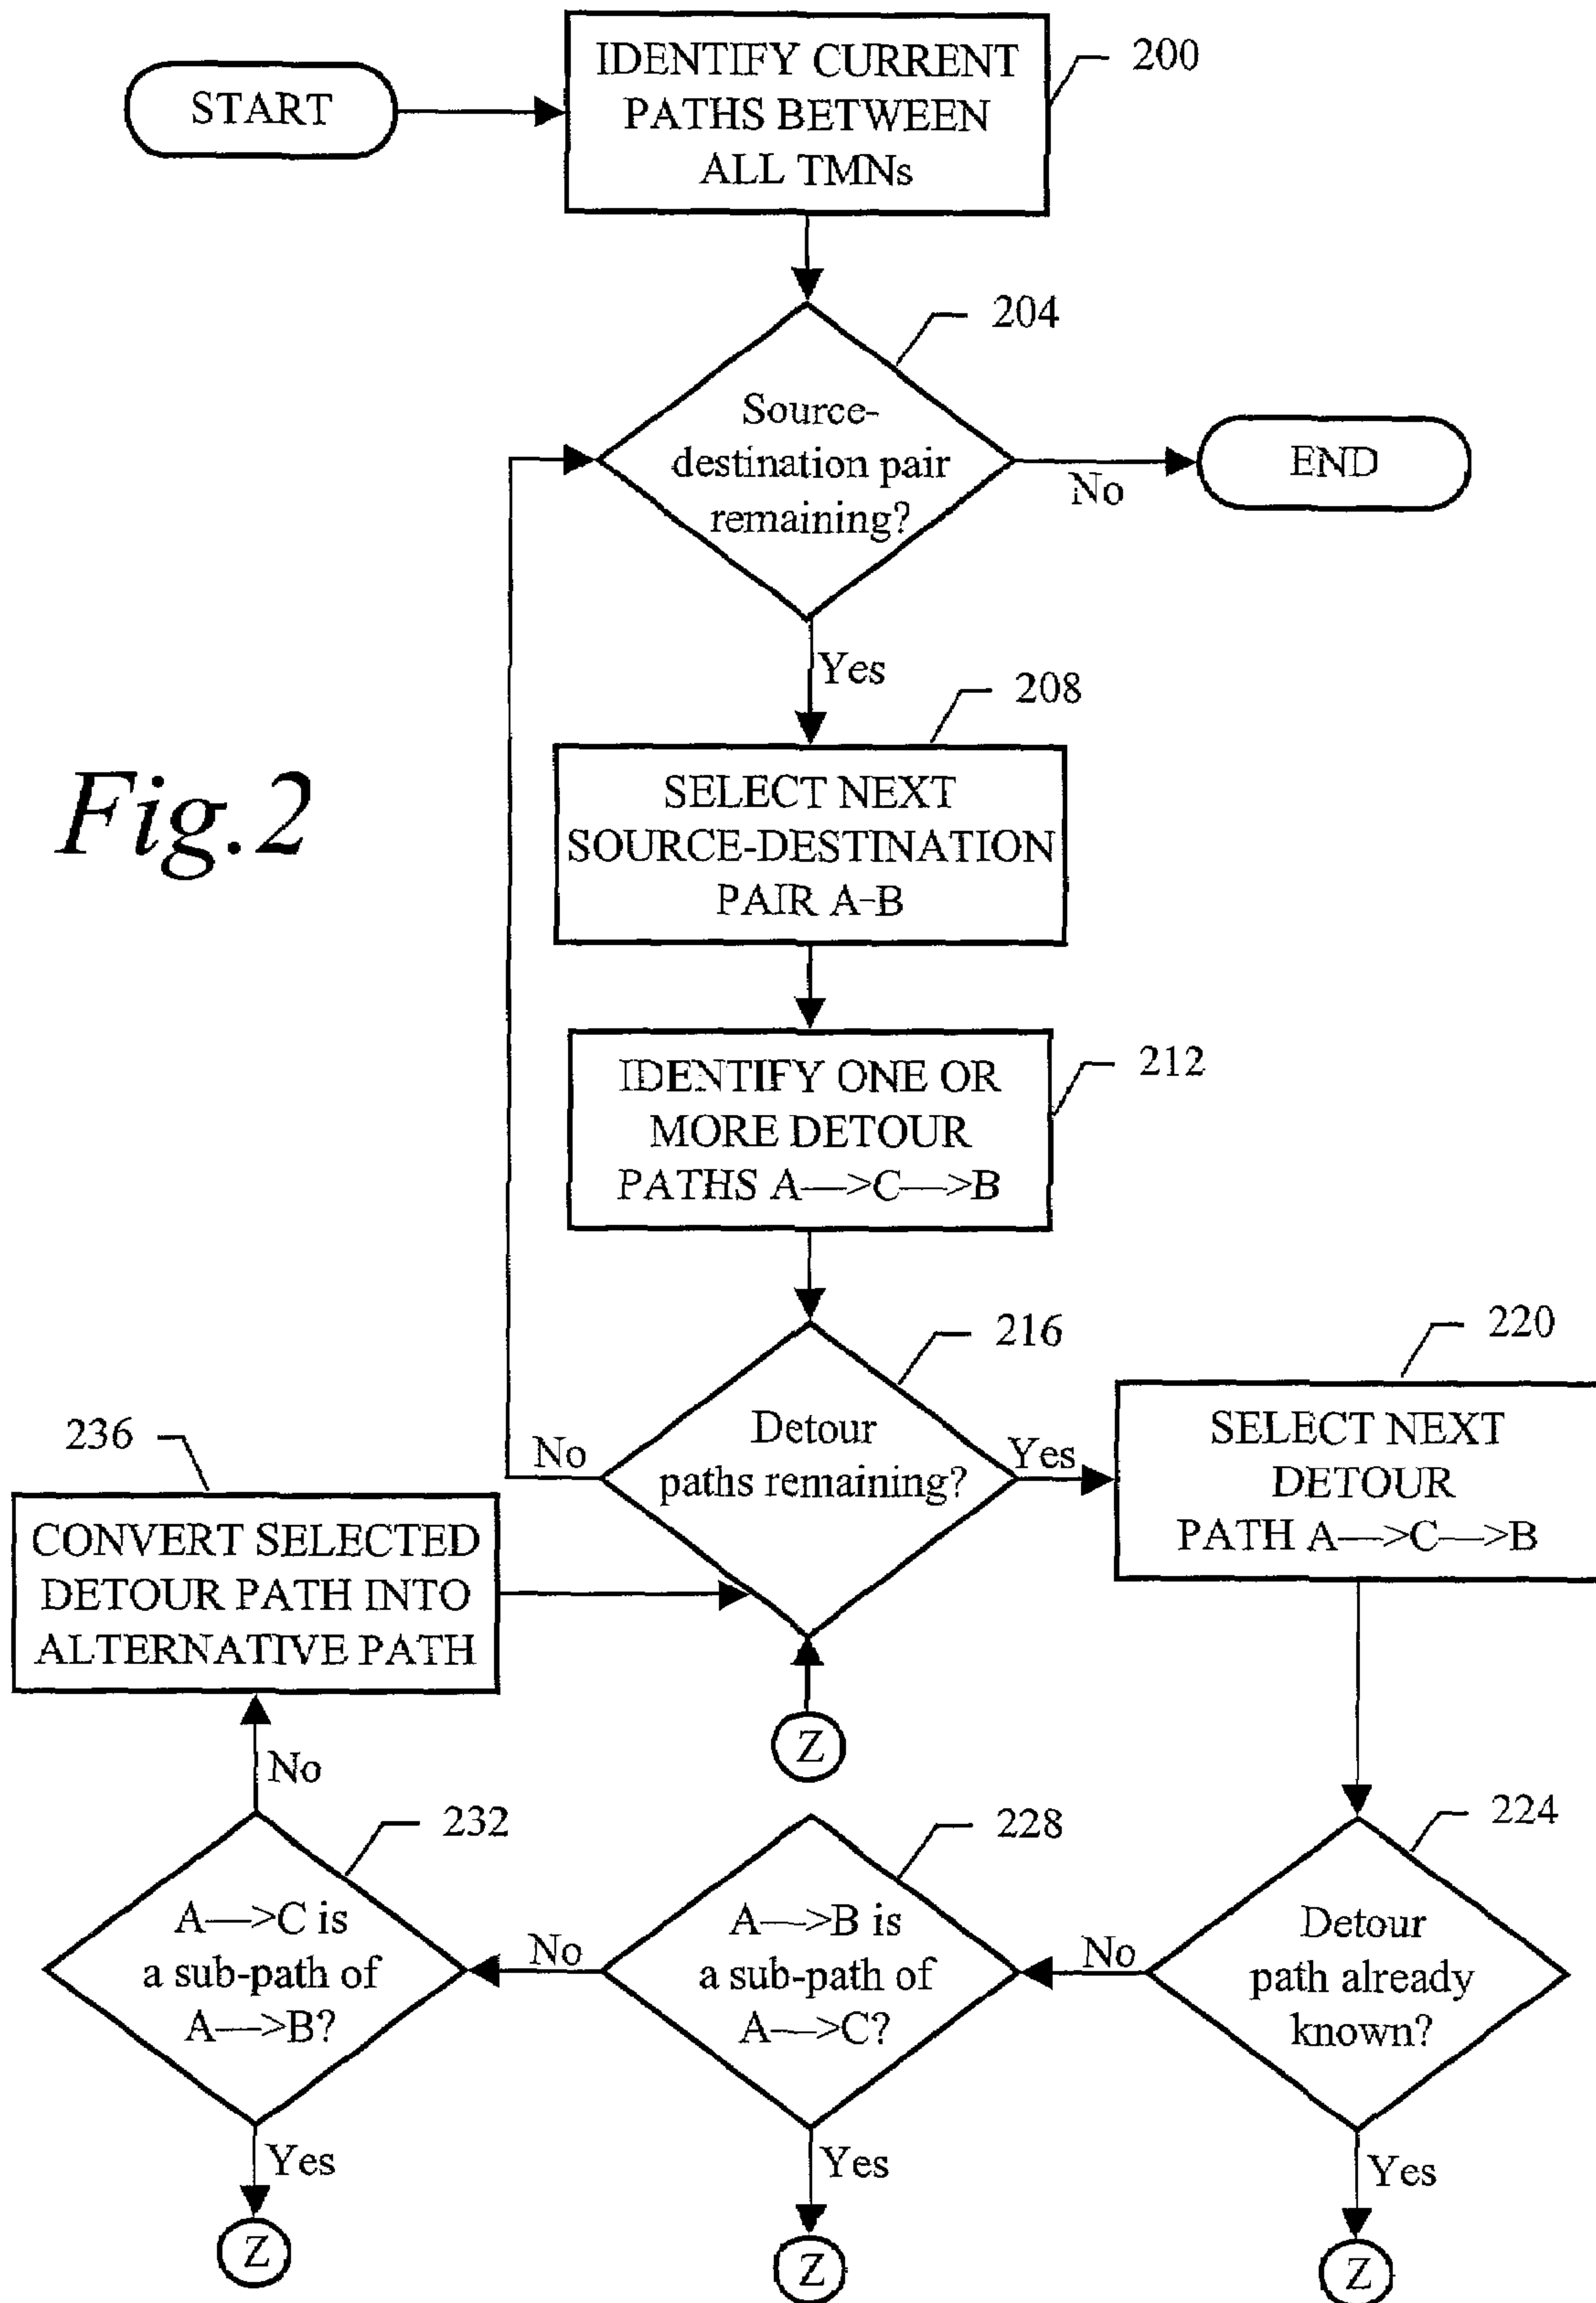 START
IDENTIFY CURRENT
PATHS BETWEEN
ALL TMNs
200
204
Source-
destination pair
remaining?
No
END
Yes
208
SELECT NEXT
SOURCE-DESTINATION
PAIR A-B
Fig.2
212
IDENTIFY ONE OR
MORE DETOUR
PATHS A—>C—>B
216
Detour
paths remaining?
No
Yes
220
SELECT NEXT
DETOUR
PATH A—>C—>B
236
CONVERT SELECTED
DETOUR PATH INTO
ALTERNATIVE PATH
Z
No
232
A—>C is
a sub-path of
A—>B?
No
228
A—>B is
a sub-path of
A—>C?
No
224
Detour
path already
known?
Yes
Z
Yes
Z
Yes
Z